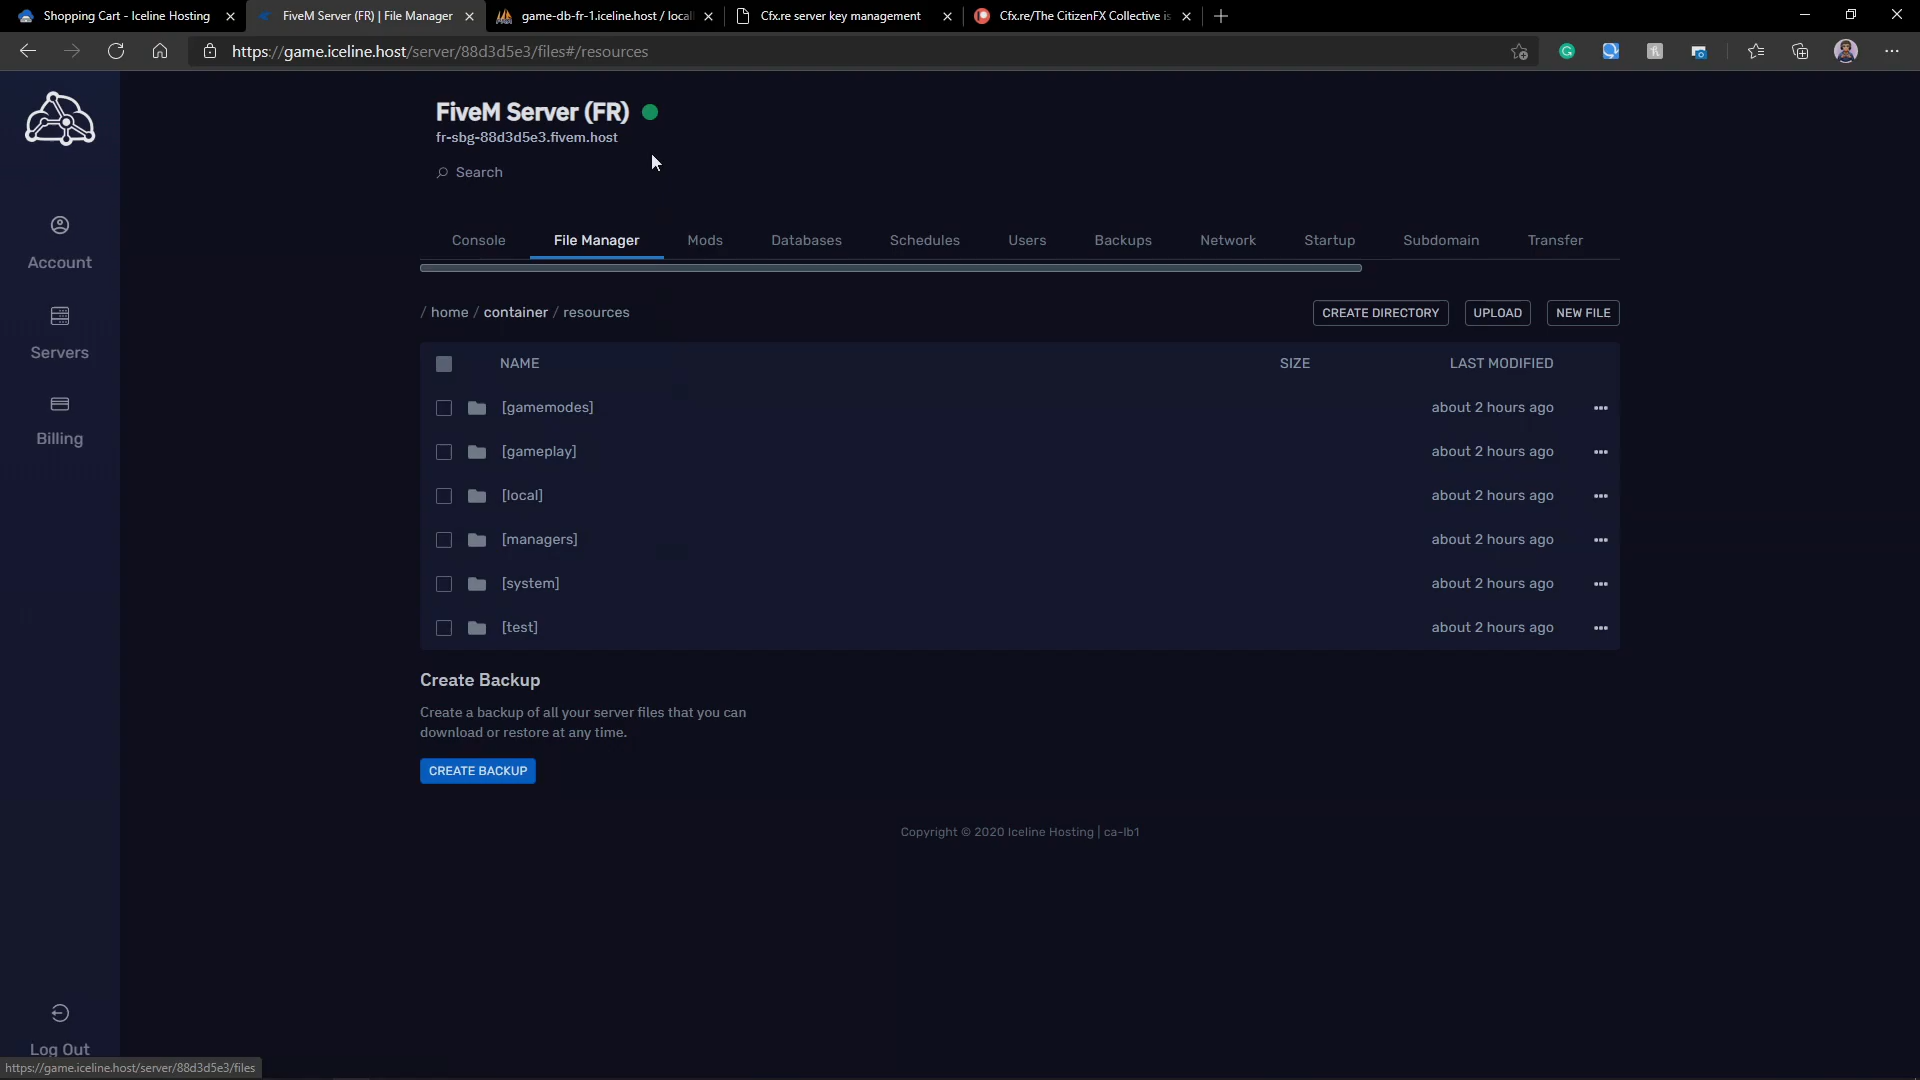 Shopping Cart - Iceline Hosting
FiveM Server (FR) | File Manager
game-db-fr-1.iceline.host / local
Cfx.re server key management
Cfx.re/The CitizenFX Collective is
https://game.iceline.host/server/88d3d5e3/files#/resources
FiveM Server (FR)
fr-sbg-88d3d5e3.fivem.host
Search
Console File Manager Mods Databases Schedules Users Backups Network Startup Subdomain Transfer
/ home / container / resources
CREATE DIRECTORY UPLOAD NEW FILE
NAME SIZE LAST MODIFIED
[gamemodes] about 2 hours ago
[gameplay] about 2 hours ago
[local] about 2 hours ago
[managers] about 2 hours ago
[system] about 2 hours ago
[test] about 2 hours ago
Create Backup
Create a backup of all your server files that you can
download or restore at any time.
CREATE BACKUP
Copyright © 2020 Iceline Hosting | ca-lb1
Account
Servers
Billing
Log Out
https://game.iceline.host/server/88d3d5e3/files